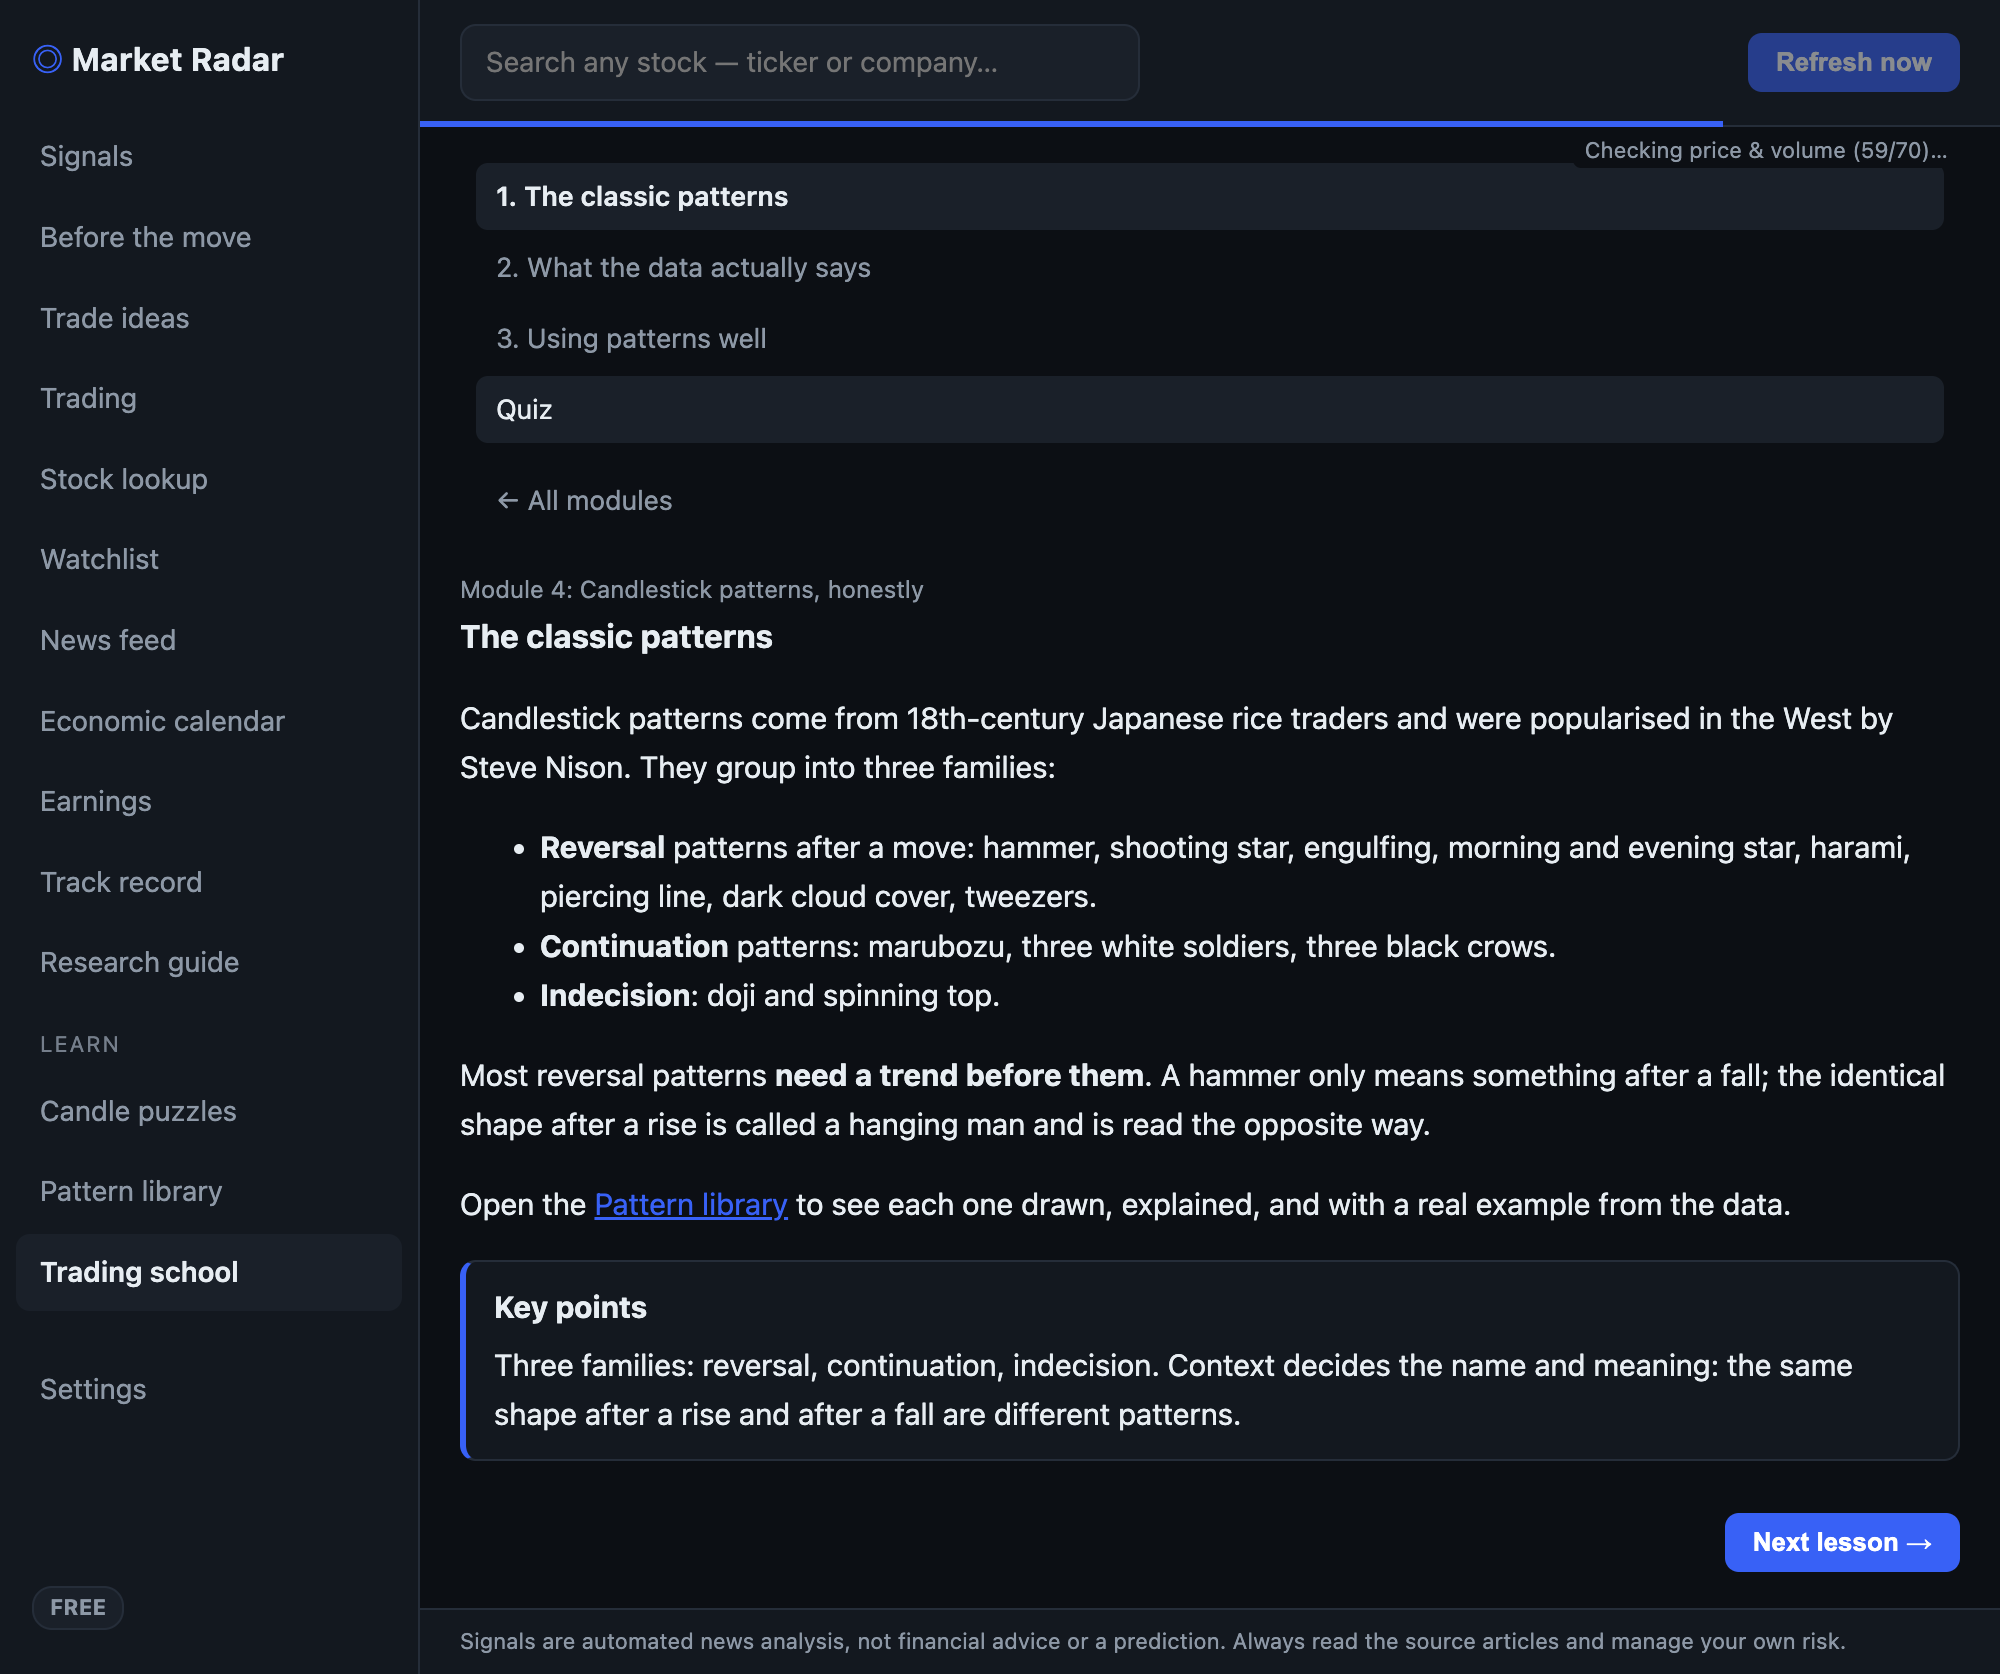 Market Radar
Signals
Before the move
Trade ideas
Trading
Stock lookup
Watchlist
News feed
Economic calendar
Earnings
Track record
Research guide
LEARN
Candle puzzles
Pattern library
Trading school
Settings
FREE
Search any stock — ticker or company...
Refresh now
Checking price & volume (59/70)...
1. The classic patterns
2. What the data actually says
3. Using patterns well
Quiz
← All modules
Module 4: Candlestick patterns, honestly
The classic patterns
Candlestick patterns come from 18th-century Japanese rice traders and were popularised in the West by
Steve Nison. They group into three families:
• Reversal patterns after a move: hammer, shooting star, engulfing, morning and evening star, harami,
piercing line, dark cloud cover, tweezers.
• Continuation patterns: marubozu, three white soldiers, three black crows.
• Indecision: doji and spinning top.
Most reversal patterns need a trend before them. A hammer only means something after a fall; the identical
shape after a rise is called a hanging man and is read the opposite way.
Open the Pattern library to see each one drawn, explained, and with a real example from the data.
Key points
Three families: reversal, continuation, indecision. Context decides the name and meaning: the same
shape after a rise and after a fall are different patterns.
Next lesson →
Signals are automated news analysis, not financial advice or a prediction. Always read the source articles and manage your own risk.